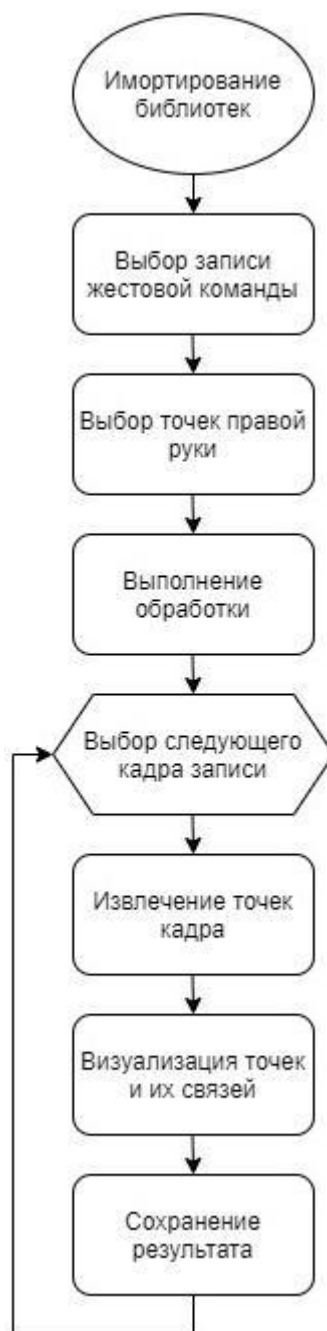 Имортирование
библиотек
Выбор записи
жестовой команды
Выбор точек правой
руки
Выполнение
обработки
Выбор следующего
кадра записи
Извлечение точек
кадра
Визуализация точек
и их связей
Сохранение
результата